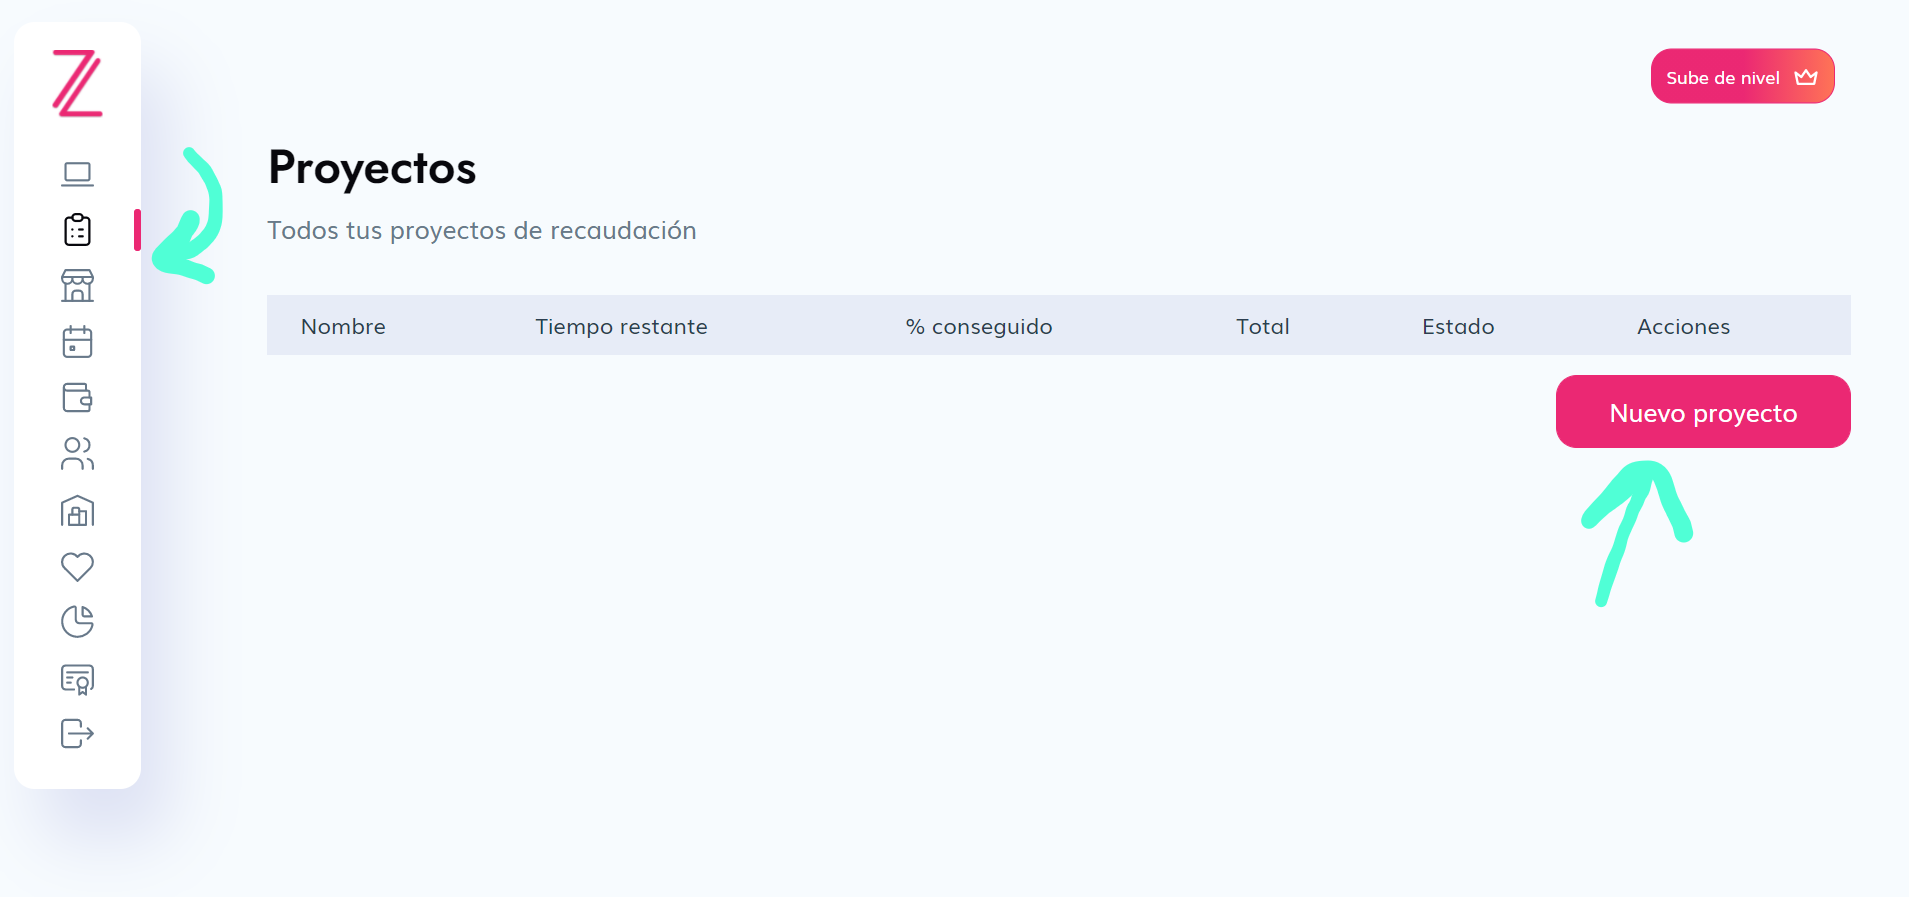 Sube de nivel
Proyectos
Todos tus proyectos de recaudación
Nombre Tiempo restante % conseguido Total Estado Acciones
Nuevo proyecto